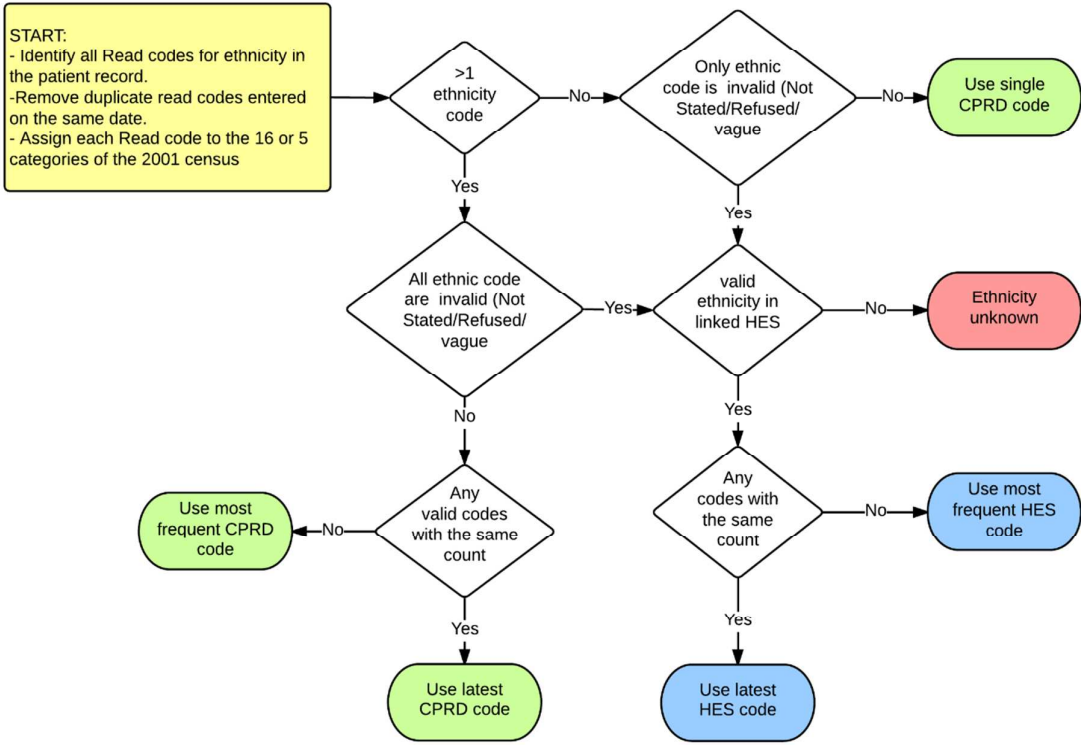 START:
- Identify all Read codes for ethnicity in
the patient record.
-Remove duplicate read codes entered
on the same date.
- Assign each Read code to the 16 or 5
categories of the 2001 census
>1
ethnicity
code
No
Only ethnic
code is invalid (Not
Stated/Refused/
vague
No
Use single
CPRD code
Yes
Yes
All ethnic code
are invalid (Not
Stated/Refused/
vague
Yes
valid
ethnicity in
linked HES
No
Ethnicity
unknown
No
Yes
Use most
frequent CPRD
code
No
Any
valid codes
with the same
count
Any
codes with
the same
count
No
Use most
frequent HES
code
Yes
Yes
Use latest
CPRD code
Use latest
HES code